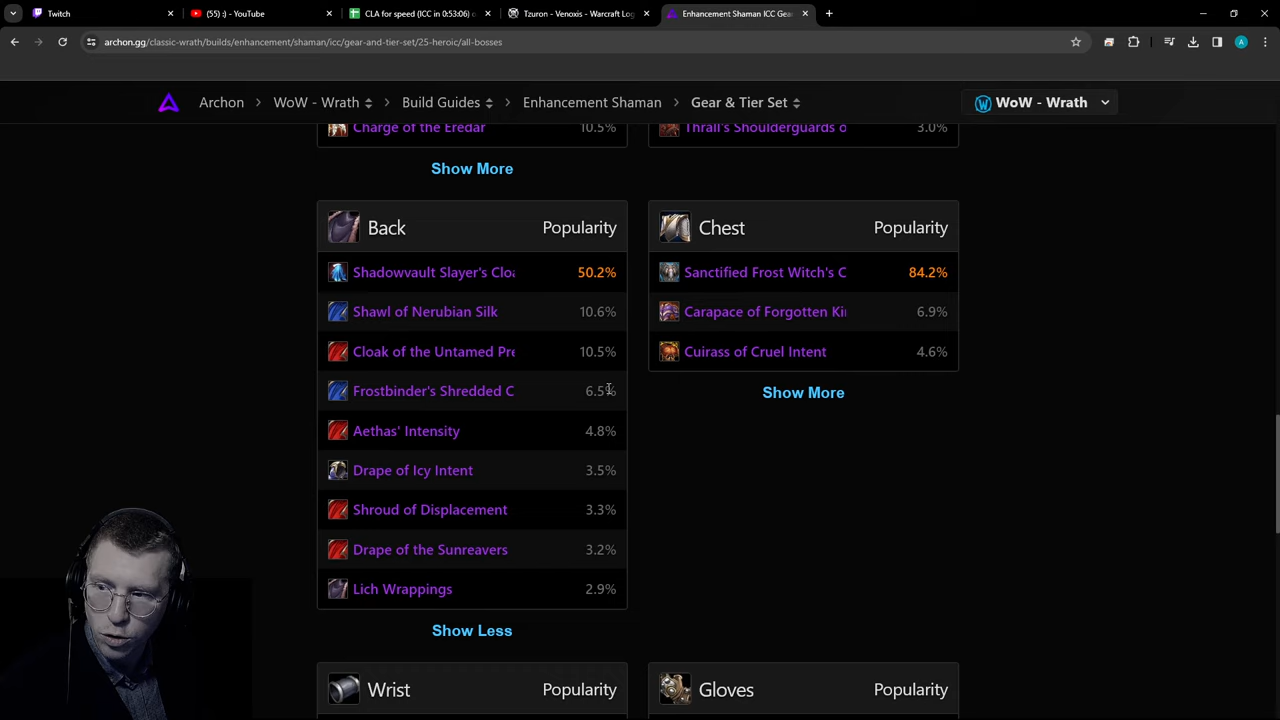 Twitch
(55) :) - YouTube
CLA for speed (ICC in 0:53:06) c
Tzuron - Venoxis - Warcraft Log
Enhancement Shaman ICC Gea
archon.gg/classic-wrath/builds/enhancement/shaman/icc/gear-and-tier-set/25-heroic/all-bosses
A
Archon > WoW - Wrath > Build Guides > Enhancement Shaman > Gear & Tier Set
WoW - Wrath
Charge of the Eredar 10.5%
Thrall's Shoulderguards o 3.0%
Show More
Back Popularity
Shadowvault Slayer's Cloa 50.2%
Shawl of Nerubian Silk 10.6%
Cloak of the Untamed Pre 10.5%
Frostbinder's Shredded C 6.5%
Aethas' Intensity 4.8%
Drape of Icy Intent 3.5%
Shroud of Displacement 3.3%
Drape of the Sunreavers 3.2%
Lich Wrappings 2.9%
Show Less
Chest Popularity
Sanctified Frost Witch's C 84.2%
Carapace of Forgotten Kin 6.9%
Cuirass of Cruel Intent 4.6%
Show More
Wrist Popularity
Gloves Popularity